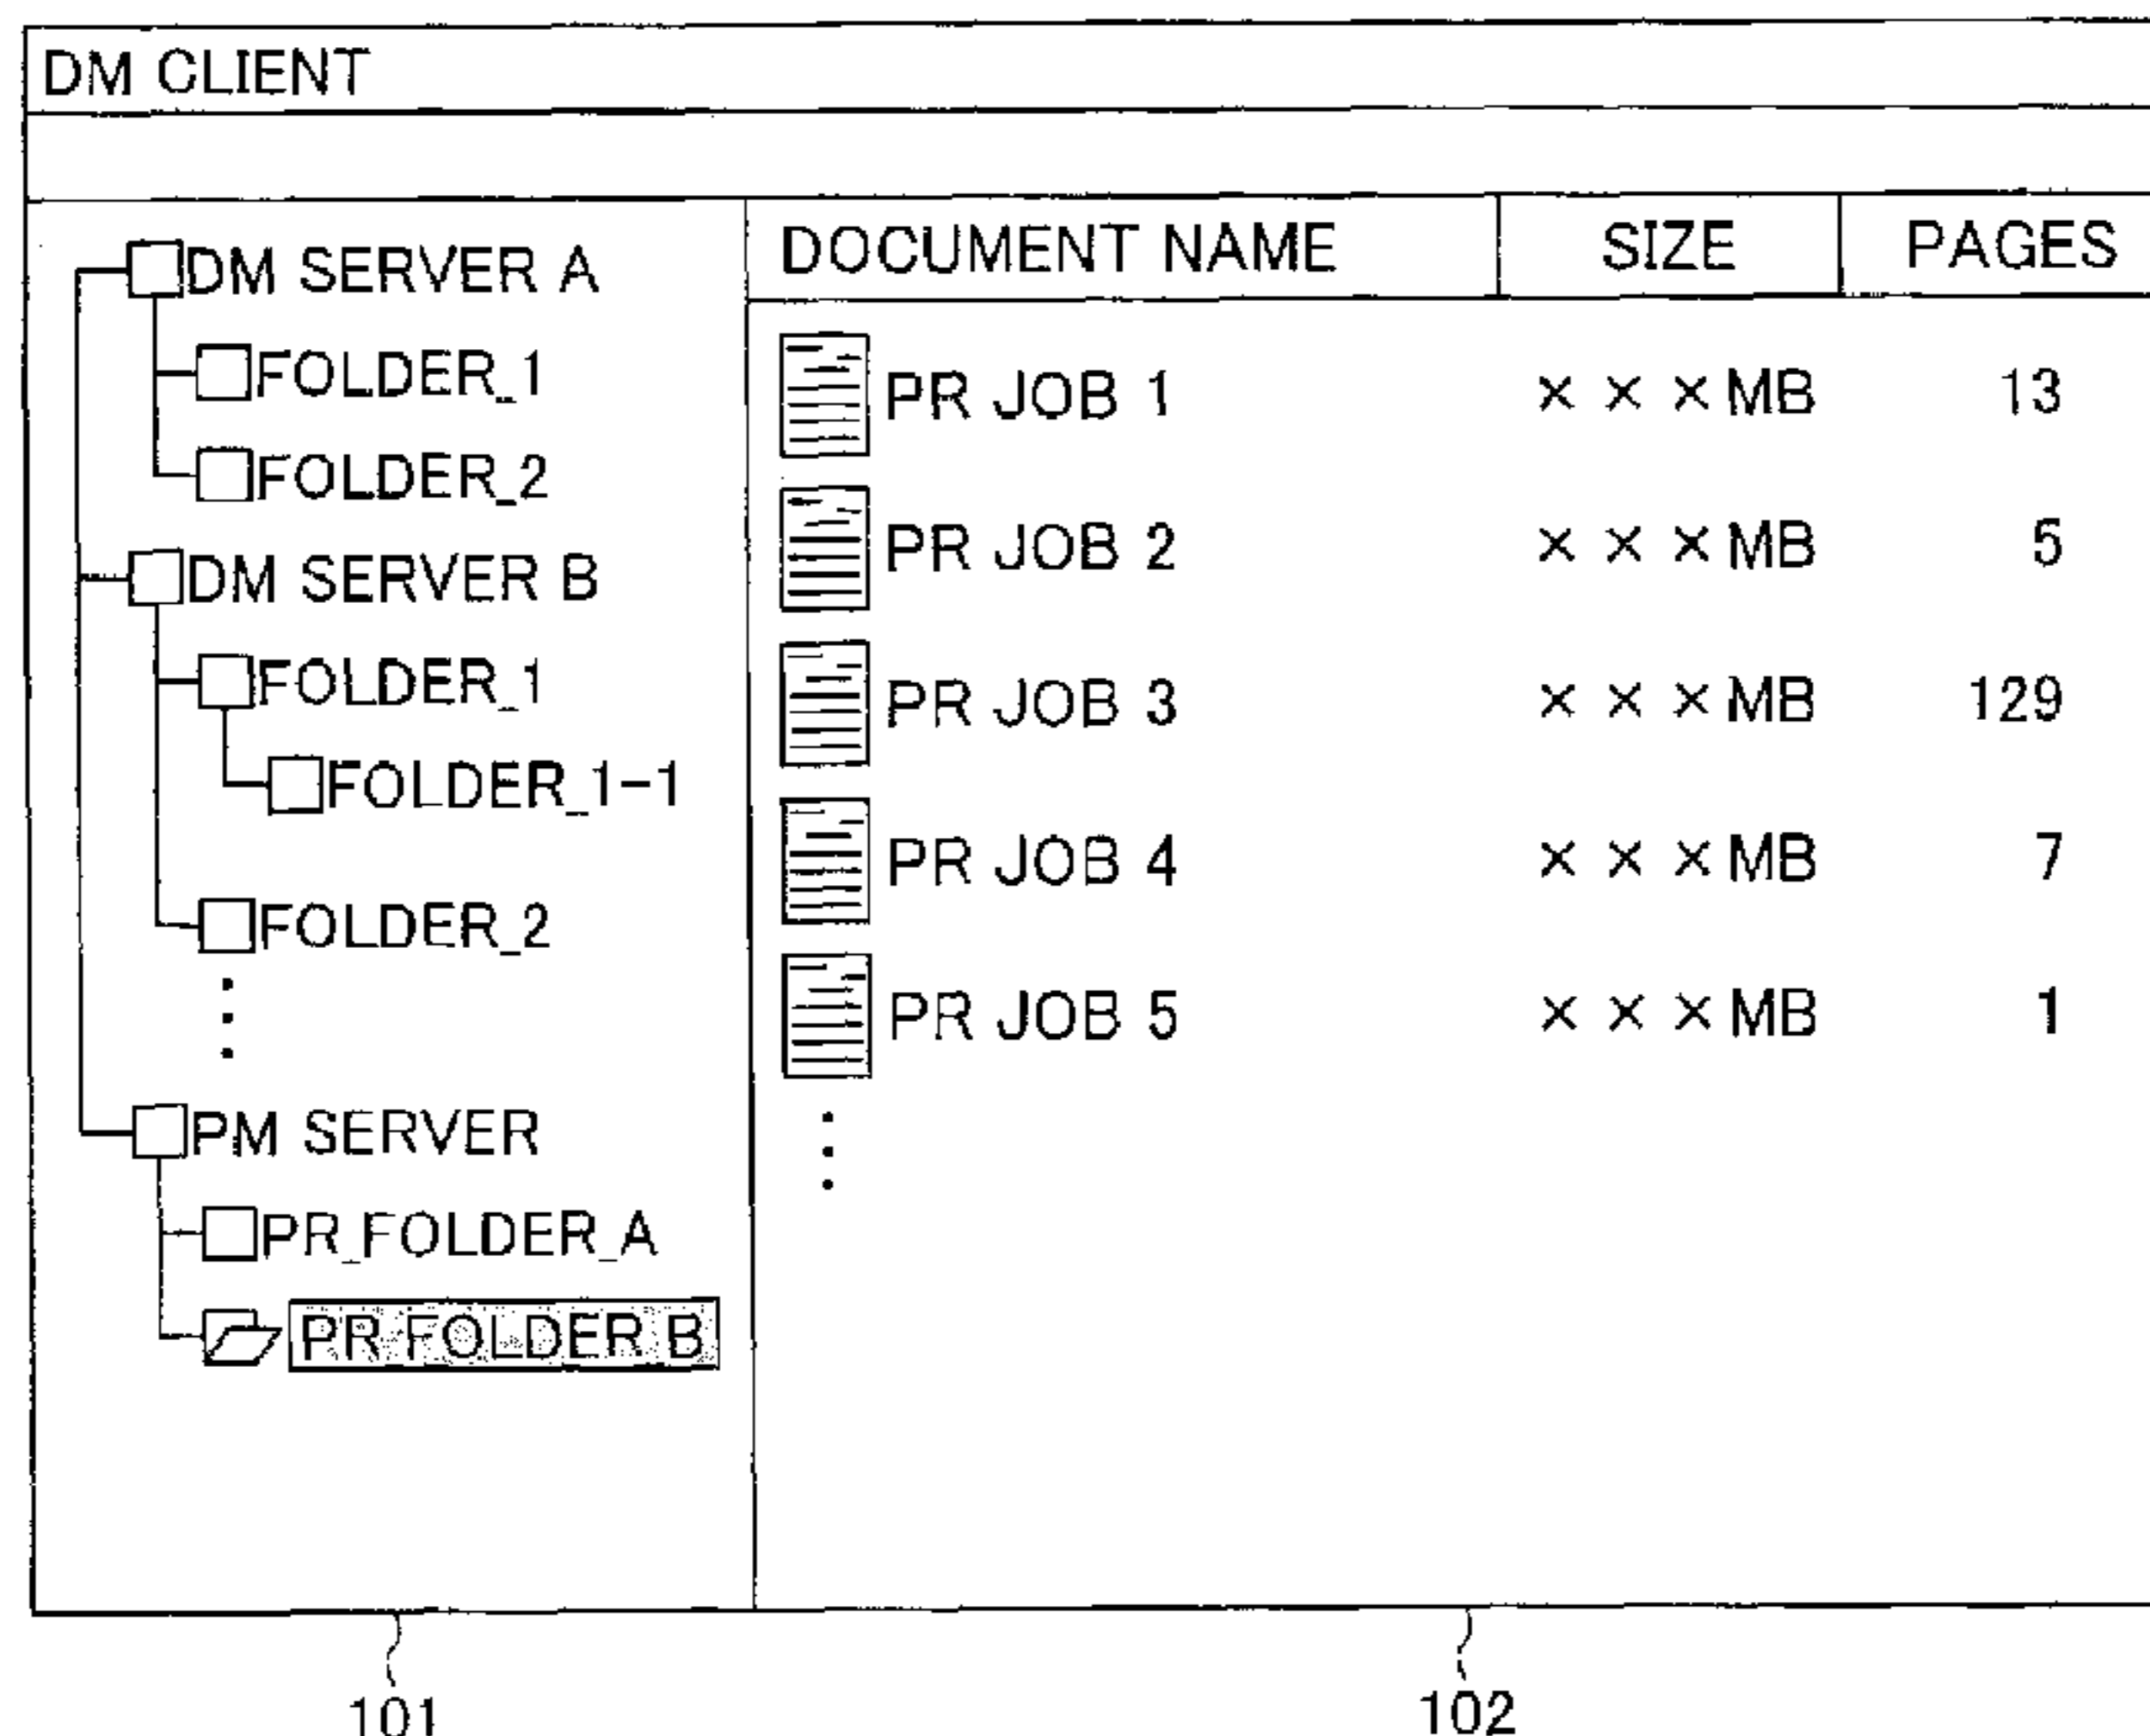 DM CLIENT
DM SERVER A
FOLDER_1
FOLDER_2
DM SERVER B
FOLDER_1
FOLDER_1-1
FOLDER_2
PM SERVER
PR_FOLDER_A
PR FOLDER B
DOCUMENT NAME SIZE PAGES
PR JOB 1 ×××MB 13
PR JOB 2 ×××MB 5
PR JOB 3 ×××MB 129
PR JOB 4 ×××MB 7
PR JOB 5 ×××MB 1
101 102